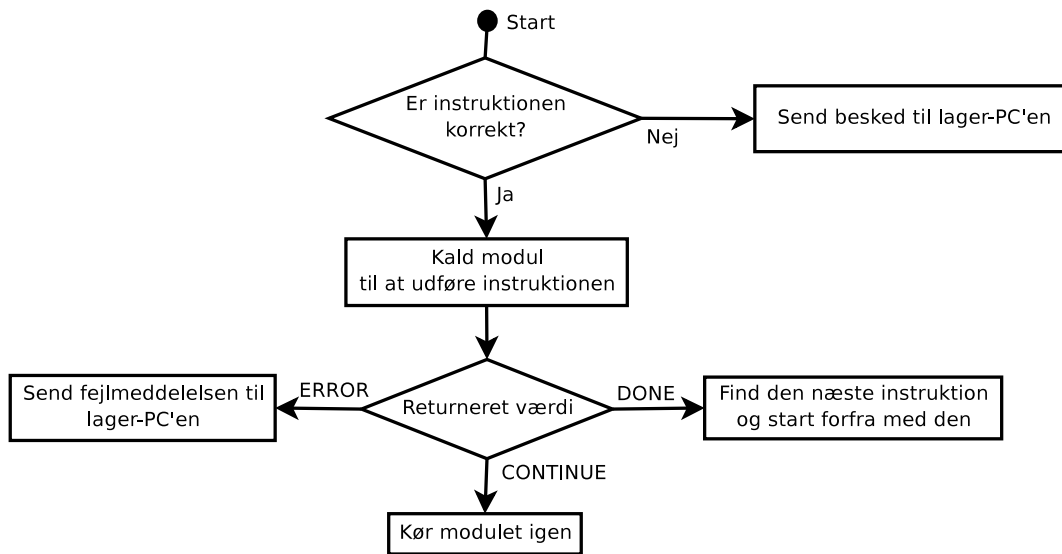 Start
Er instruktionen
korrekt?
Nej
Send besked til lager-PC'en
Ja
Kald modul
til at udføre instruktionen
Send fejlmeddelelsen til
lager-PC'en
ERROR
Returneret værdi
DONE
Find den næste instruktion
og start forfra med den
CONTINUE
Kør modulet igen